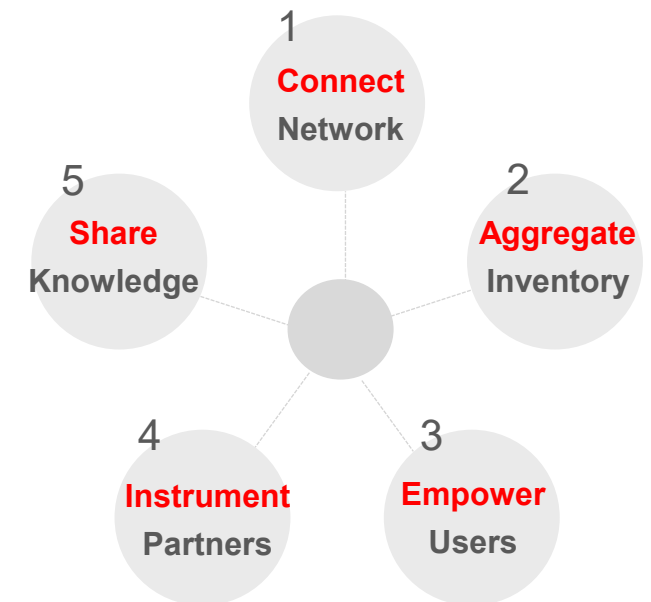 1
Connect
Network
2
Aggregate
Inventory
3
Empower
Users
4
Instrument
Partners
5
Share
Knowledge